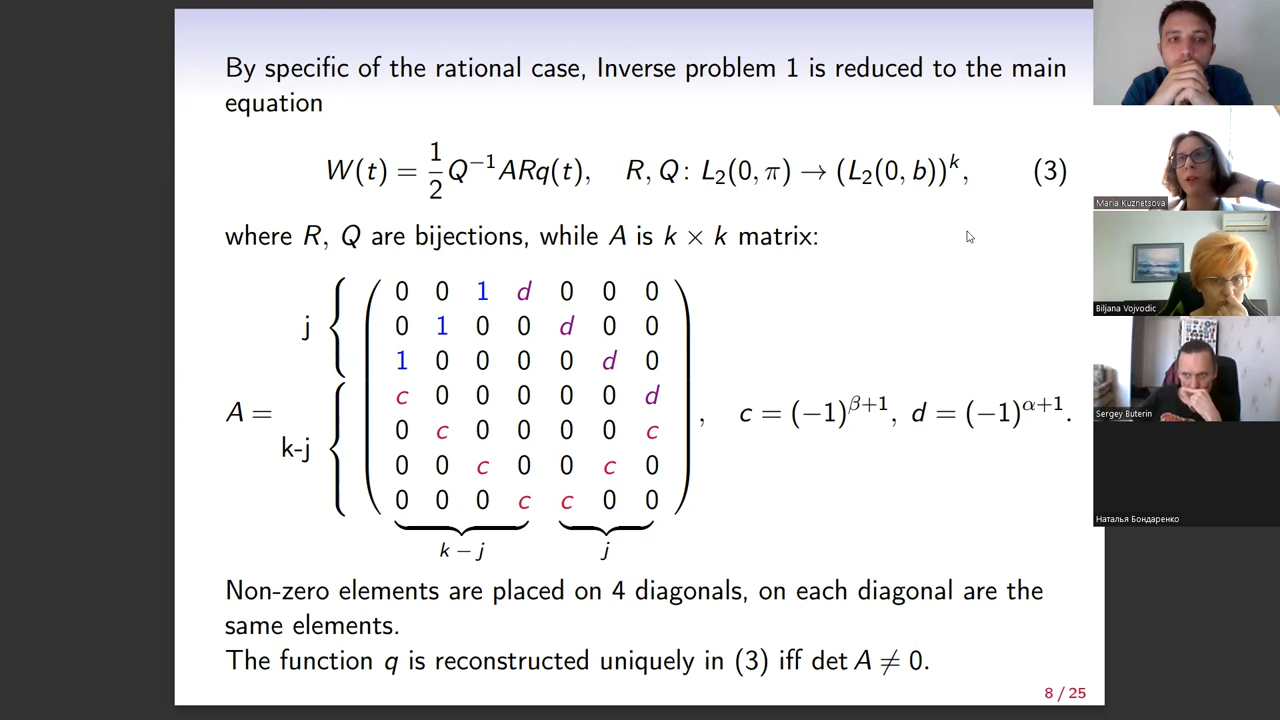 By specific of the rational case, Inverse problem 1 is reduced to the main
equation
W(t) = 1/2 Q⁻¹ARq(t), R, Q: L₂(0, π) → (L₂(0, b))ᵏ, (3)
where R, Q are bijections, while A is k × k matrix:
0 0 1 d 0 0 0
j { 0 1 0 0 d 0 0
1 0 0 0 0 d 0
A = c 0 0 0 0 0 d , c = (−1)^{β+1}, d = (−1)^{α+1}.
k-j { 0 c 0 0 0 0 c
0 0 c 0 0 c 0
0 0 0 c c 0 0
k − j j
Non-zero elements are placed on 4 diagonals, on each diagonal are the
same elements.
The function q is reconstructed uniquely in (3) iff det A ≠ 0.
8 / 25
Maria Kuznetsova
Biljana Vojvodic
Sergey Buterin
Наталья Бондаренко